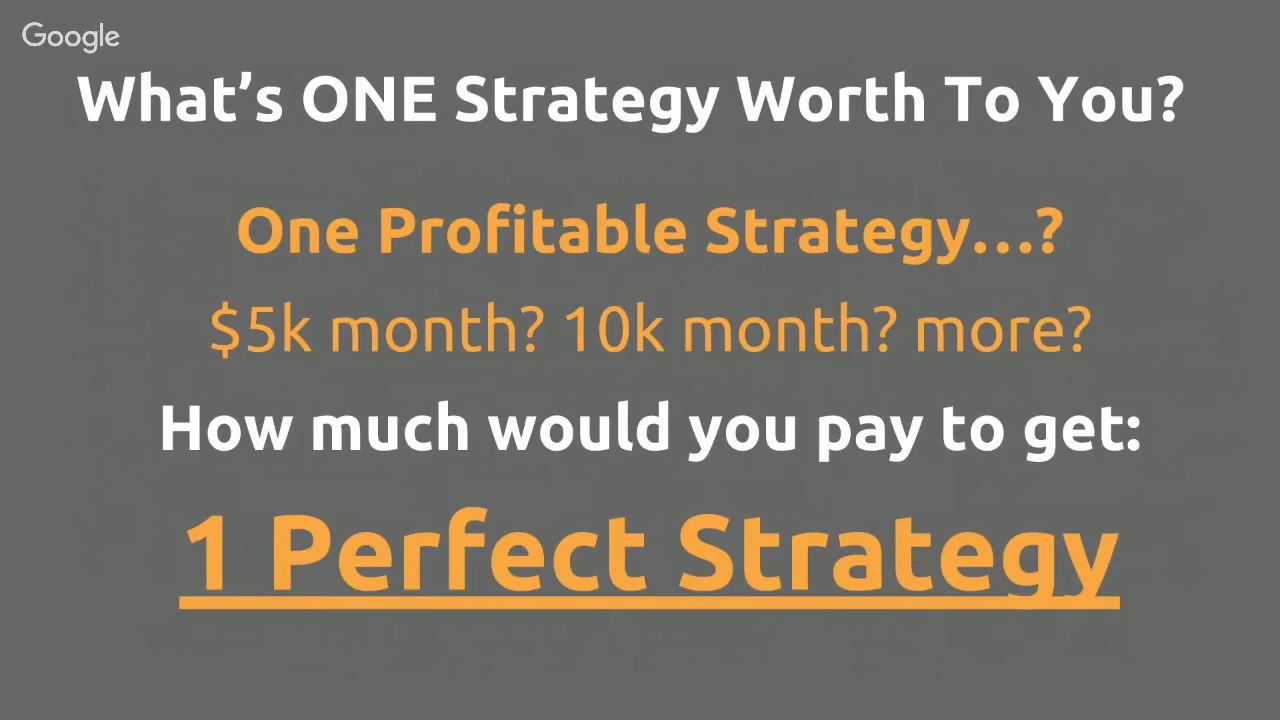 Google
What's ONE Strategy Worth To You?
One Profitable Strategy...?
$5k month? 10k month? more?
How much would you pay to get:
1 Perfect Strategy